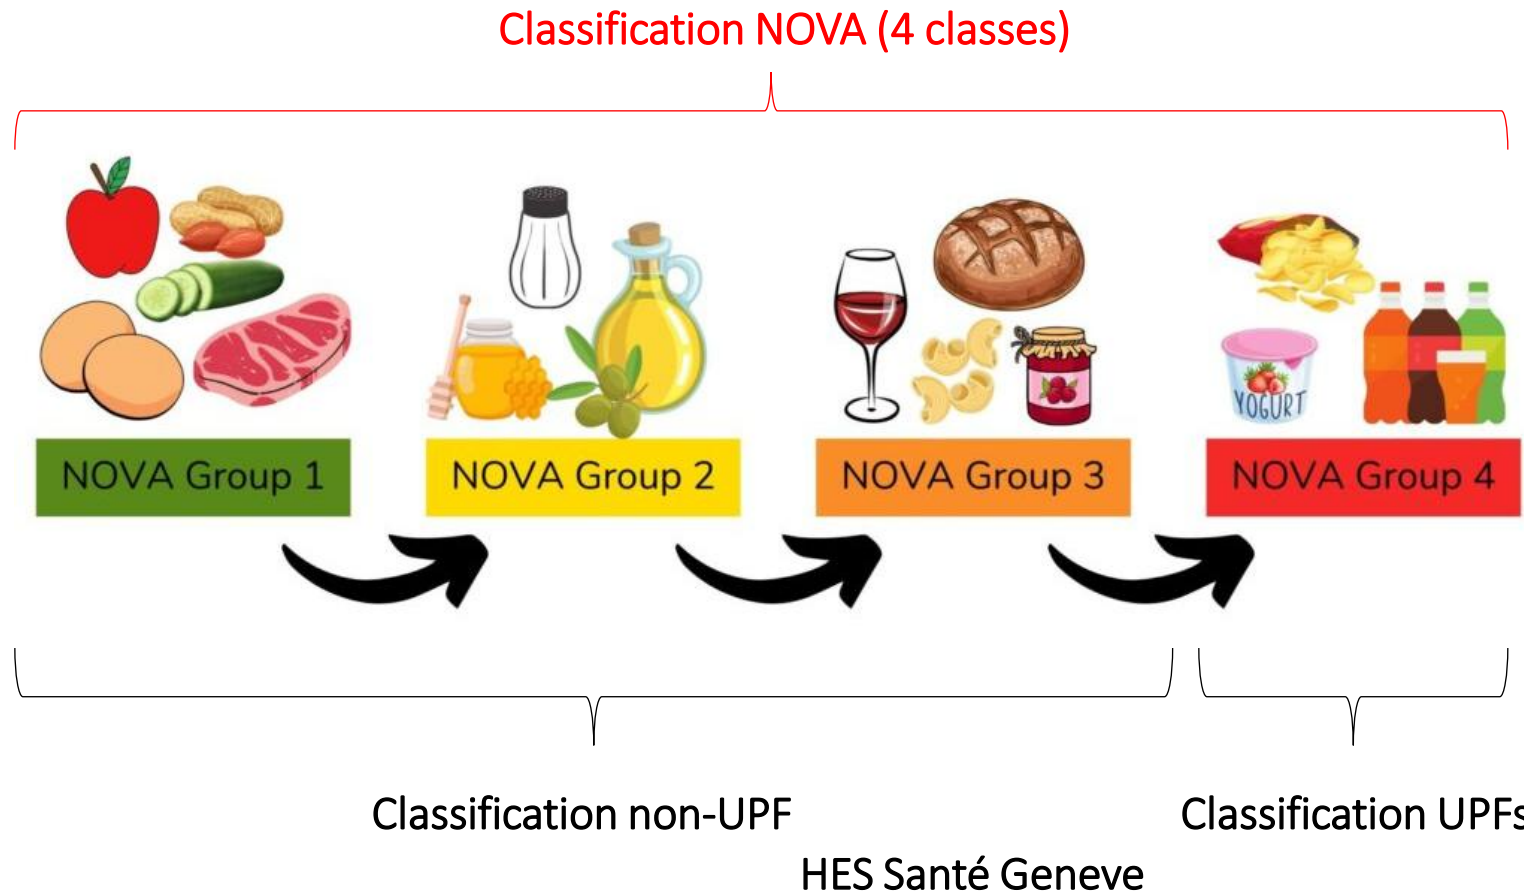 Classification NOVA (4 classes)
YOGURT
NOVA Group 1
NOVA Group 2
NOVA Group 3
NOVA Group 4
Classification non-UPF
Classification UPFs
HES Santé Geneve